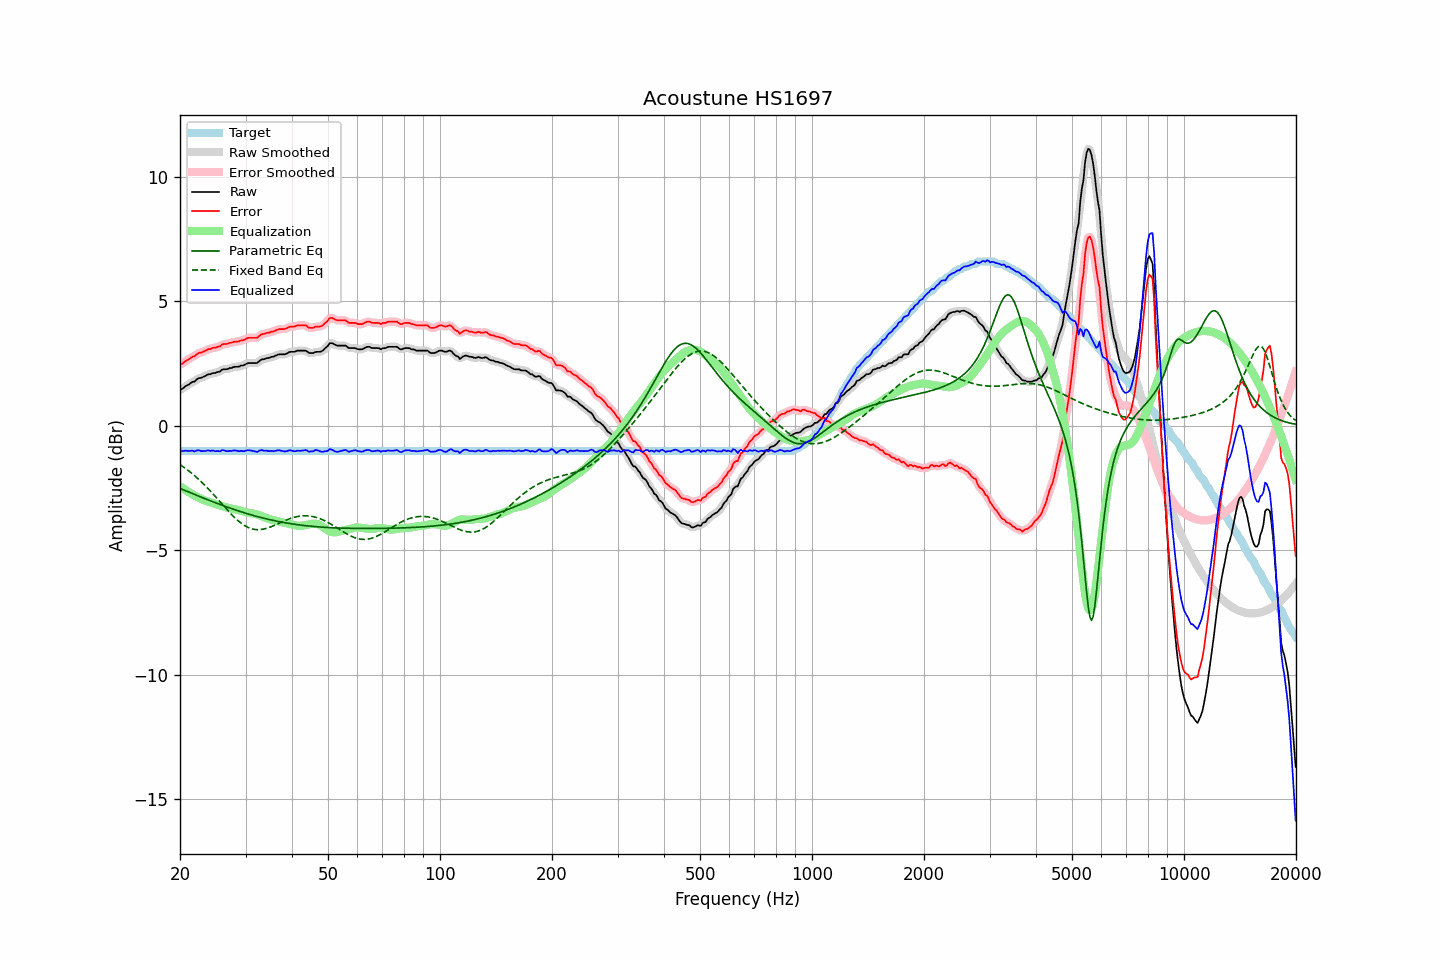 Acoustune HS1697
Target
Raw Smoothed
Error Smoothed
Raw
Error
Equalization
Parametric Eq
Fixed Band Eq
Equalized
Amplitude (dBr)
10
5
0
−5
−10
−15
20
50
100
200
500
1000
2000
5000
10000
20000
Frequency (Hz)